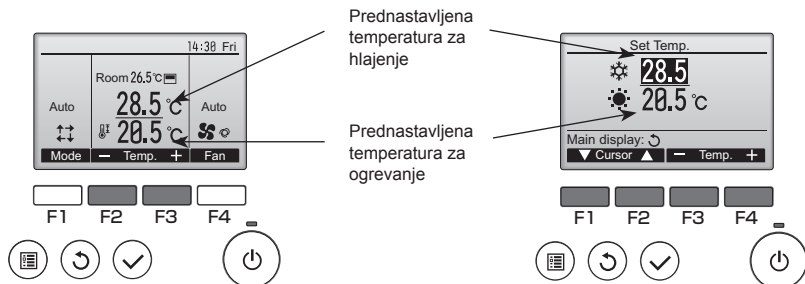 Prednastavljena
temperatura za
hlajenje
14:30 Fri
Room 26.5℃
Auto
28.5 ℃
Auto
20.5 ℃
Mode
− Temp. +
Fan
F1
F2
F3
F4
Prednastavljena
temperatura za
ogrevanje
Set Temp.
28.5
20.5 ℃
Main display:
▼ Cursor ▲
− Temp. +
F1
F2
F3
F4